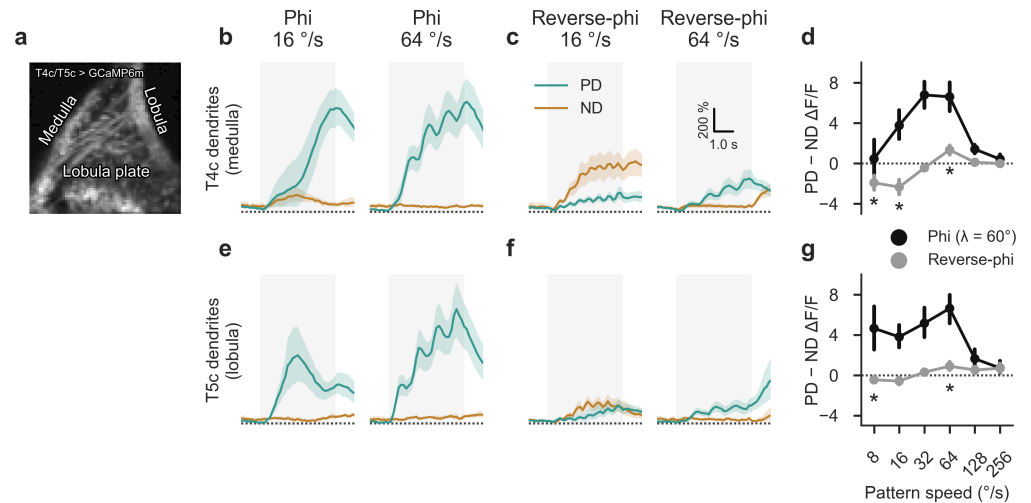 a
T4c/T5c > GCaMP6m
Medulla
Lobula
Lobula plate
b
Phi
16 °/s
Phi
64 °/s
T4c dendrites
(medulla)
c
Reverse-phi
16 °/s
Reverse-phi
64 °/s
PD
ND
200 %
1.0 s
d
PD − ND ΔF/F
8
4
0
−4
*
*
*
Phi (λ = 60°)
Reverse-phi
e
T5c dendrites
(lobula)
f
g
PD − ND ΔF/F
8
4
0
−4
*
*
8
16
32
64
128
256
Pattern speed (°/s)